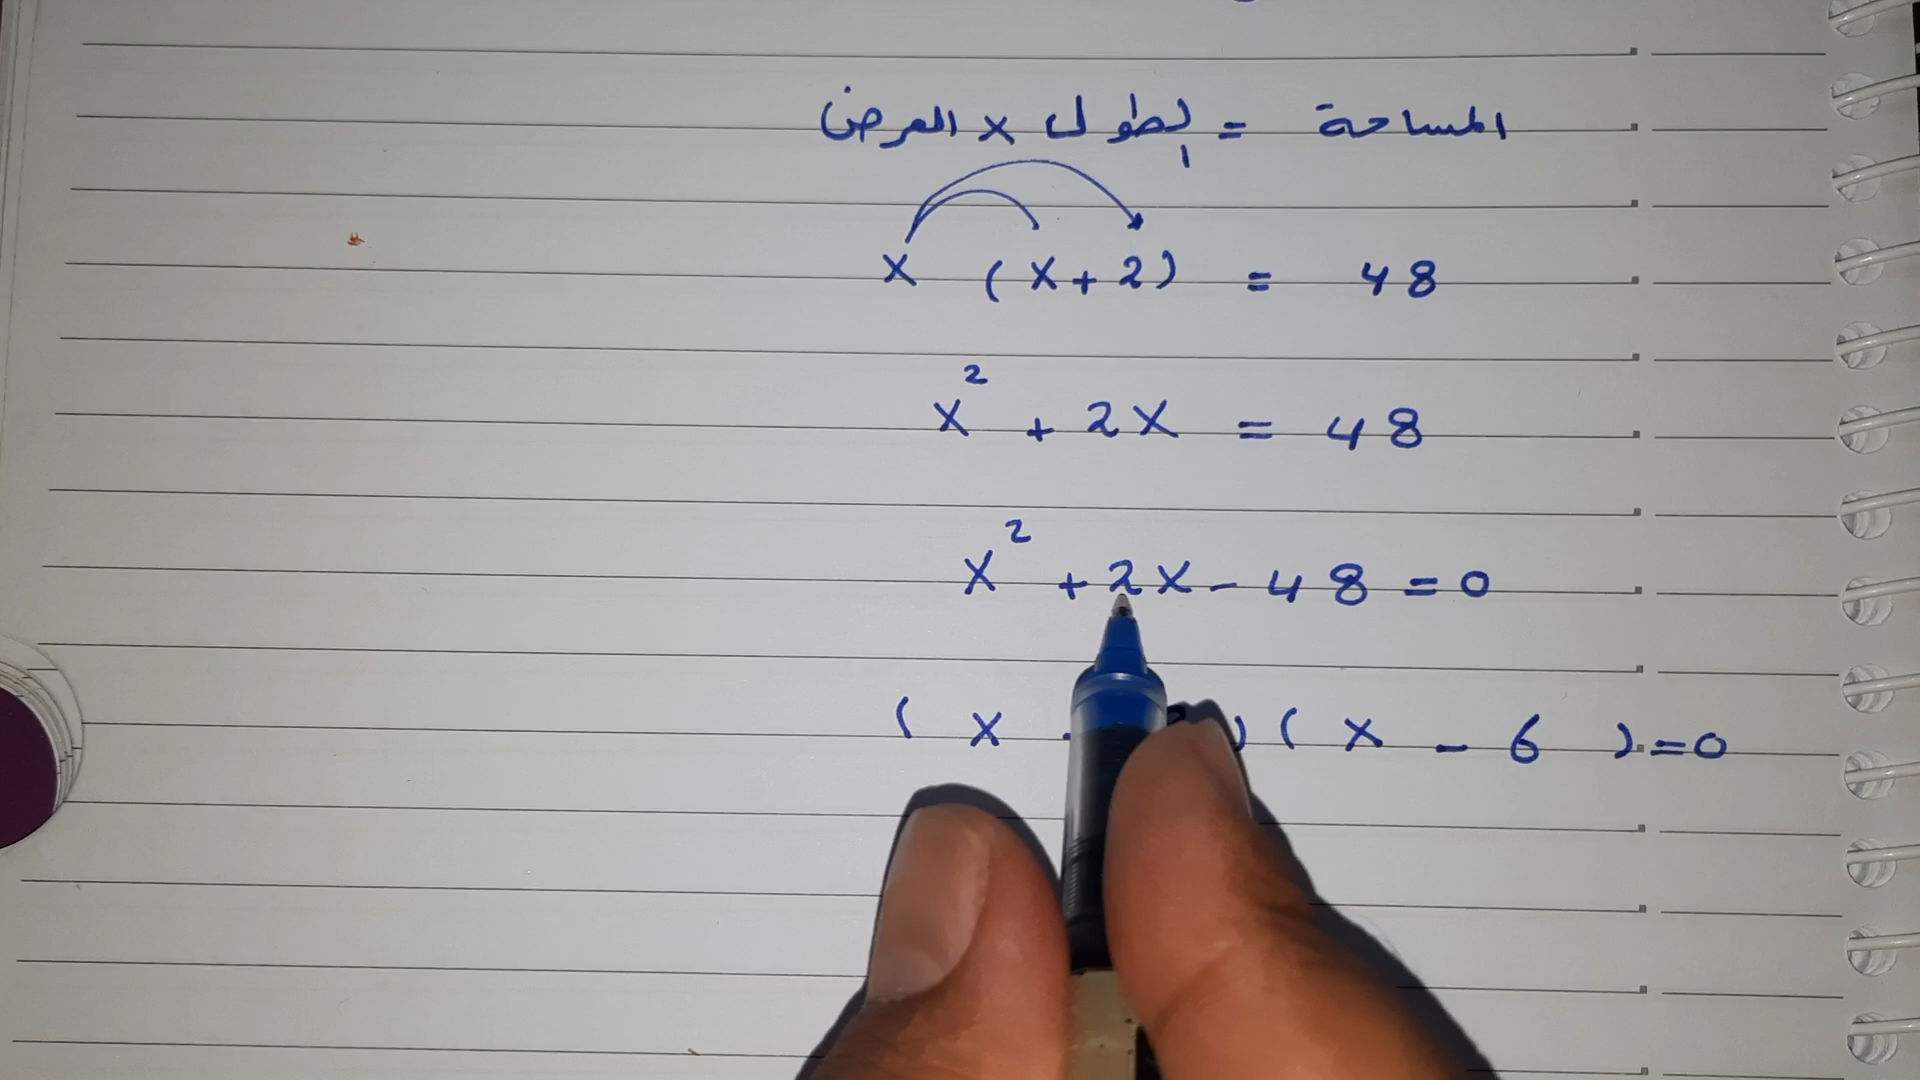 المساحة = الطول × العرض
x (x+2) = 48
x² + 2x = 48
x² + 2x - 48 = 0
( x ) ( x - 6 ) = 0